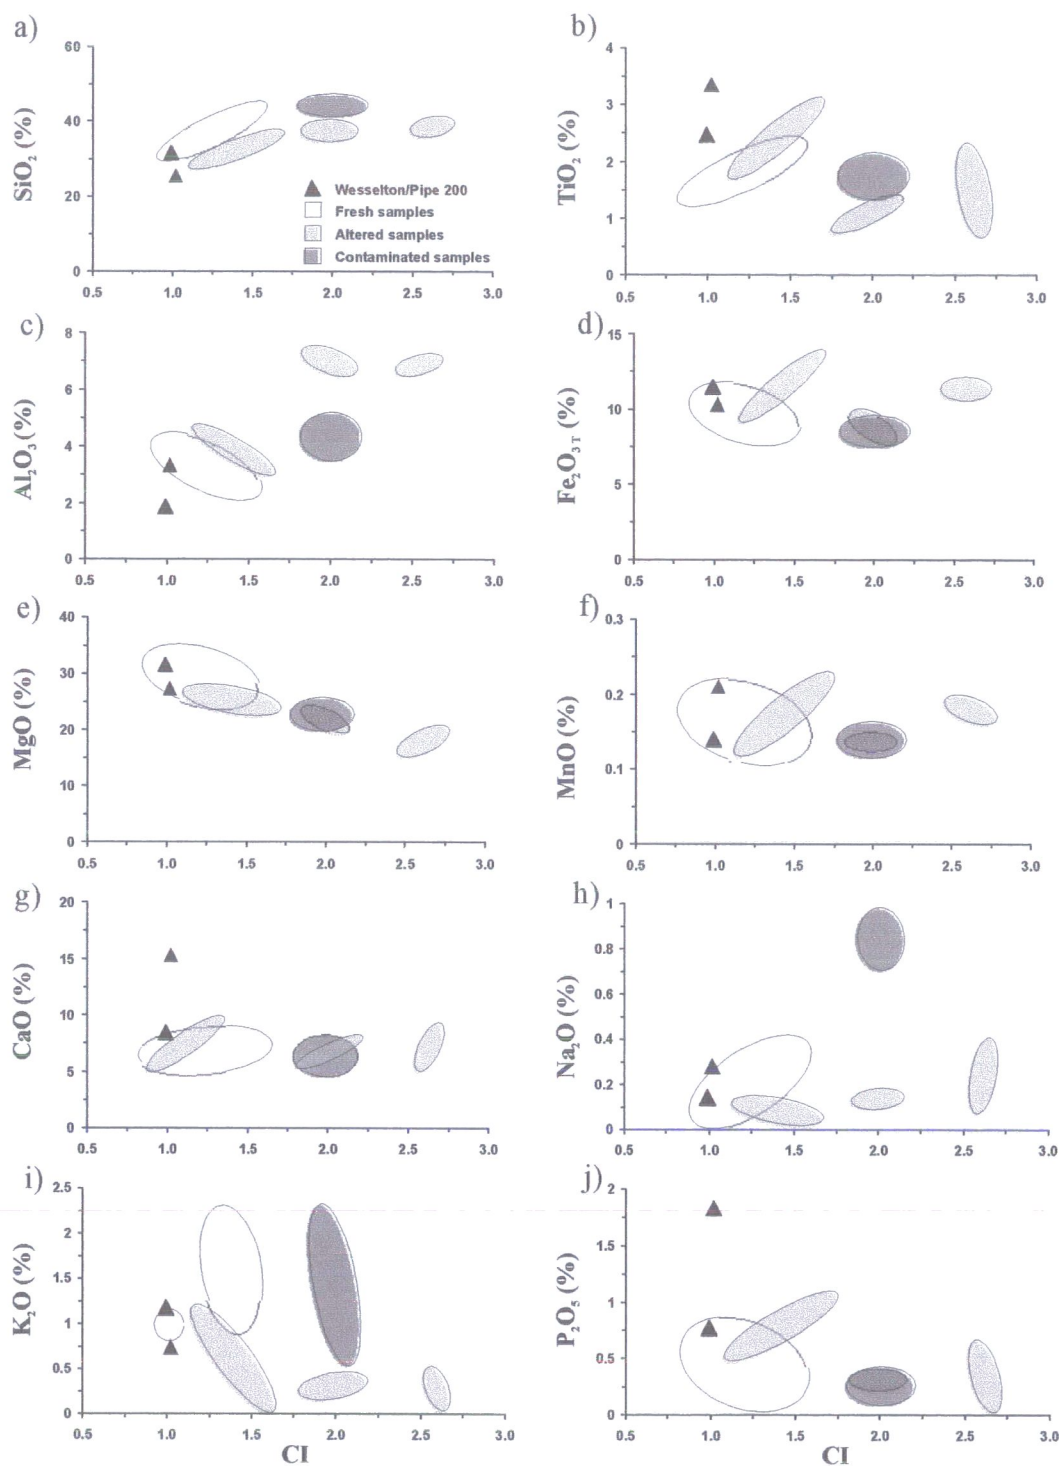 a)
SiO₂ (%)
60
40
20
0
0.5 1.0 1.5 2.0 2.5 3.0
Wesselton/Pipe 200
Fresh samples
Altered samples
Contaminated samples
b)
TiO₂ (%)
4
3
2
1
0
0.5 1.0 1.5 2.0 2.5 3.0
c)
Al₂O₃ (%)
8
6
4
2
0
0.5 1.0 1.5 2.0 2.5 3.0
d)
Fe₂O₃ T (%)
15
10
5
0
0.5 1.0 1.5 2.0 2.5 3.0
e)
MgO (%)
40
30
20
10
0
0.5 1.0 1.5 2.0 2.5 3.0
f)
MnO (%)
0.3
0.2
0.1
0
0.5 1.0 1.5 2.0 2.5 3.0
g)
CaO (%)
20
15
10
5
0
0.5 1.0 1.5 2.0 2.5 3.0
h)
Na₂O (%)
1
0.8
0.6
0.4
0.2
0
0.5 1.0 1.5 2.0 2.5 3.0
i)
K₂O (%)
2.5
2
1.5
1
0.5
0
0.5 1.0 1.5 2.0 2.5 3.0
CI
j)
P₂O₅ (%)
2
1.5
1
0.5
0
0.5 1.0 1.5 2.0 2.5 3.0
CI